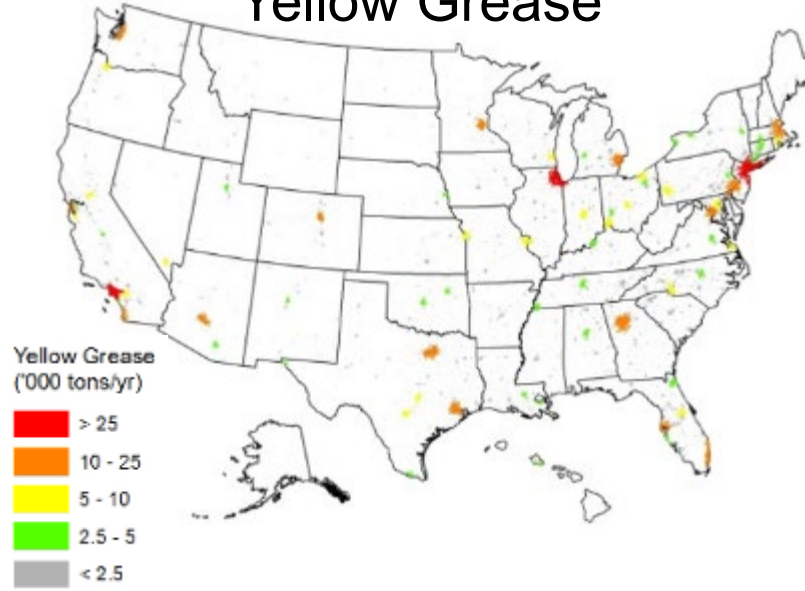 Yellow Grease
Yellow Grease
('000 tons/yr)
> 25
10 - 25
5 - 10
2.5 - 5
< 2.5